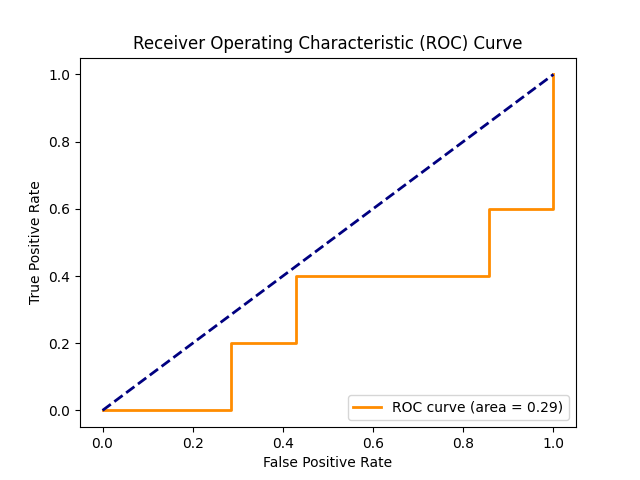 Receiver Operating Characteristic (ROC) Curve
1.0
0.8
0.6
0.4
0.2
0.0
True Positive Rate
ROC curve (area = 0.29)
0.0 0.2 0.4 0.6 0.8 1.0
False Positive Rate